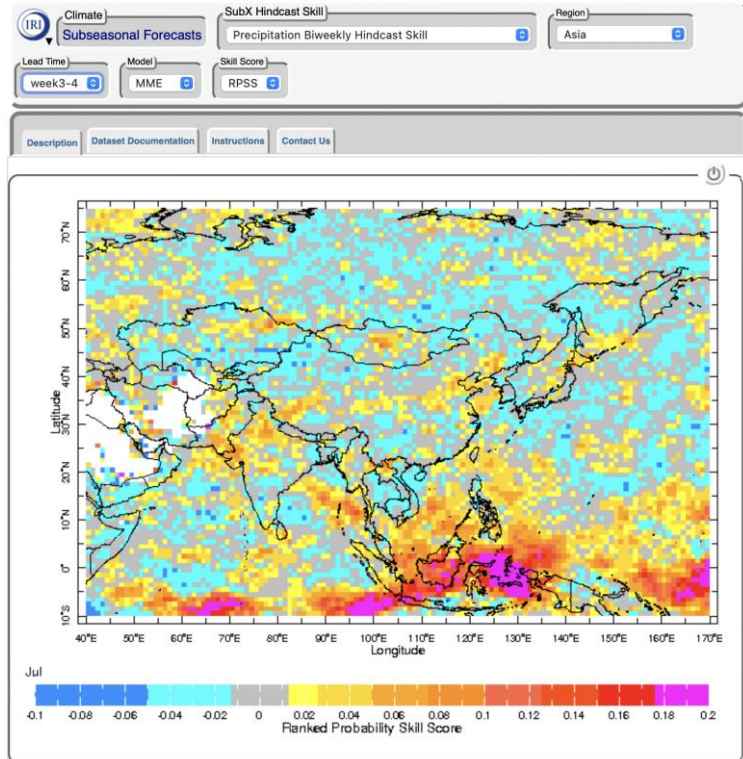 IRI
Climate
Subseasonal Forecasts
SubX Hindcast Skill
Precipitation Biweekly Hindcast Skill
Region
Asia
Lead Time
week3-4
Model
MME
Skill Score
RPSS
Description
Dataset Documentation
Instructions
Contact Us
Latitude
70°N
60°N
50°N
40°N
30°N
20°N
10°N
0°
10°S
40°E 50°E 60°E 70°E 80°E 90°E 100°E 110°E 120°E 130°E 140°E 150°E 160°E 170°E
Longitude
Jul
-0.1 -0.08 -0.06 -0.04 -0.02 0 0.02 0.04 0.06 0.08 0.1 0.12 0.14 0.16 0.18 0.2
Ranked Probability Skill Score